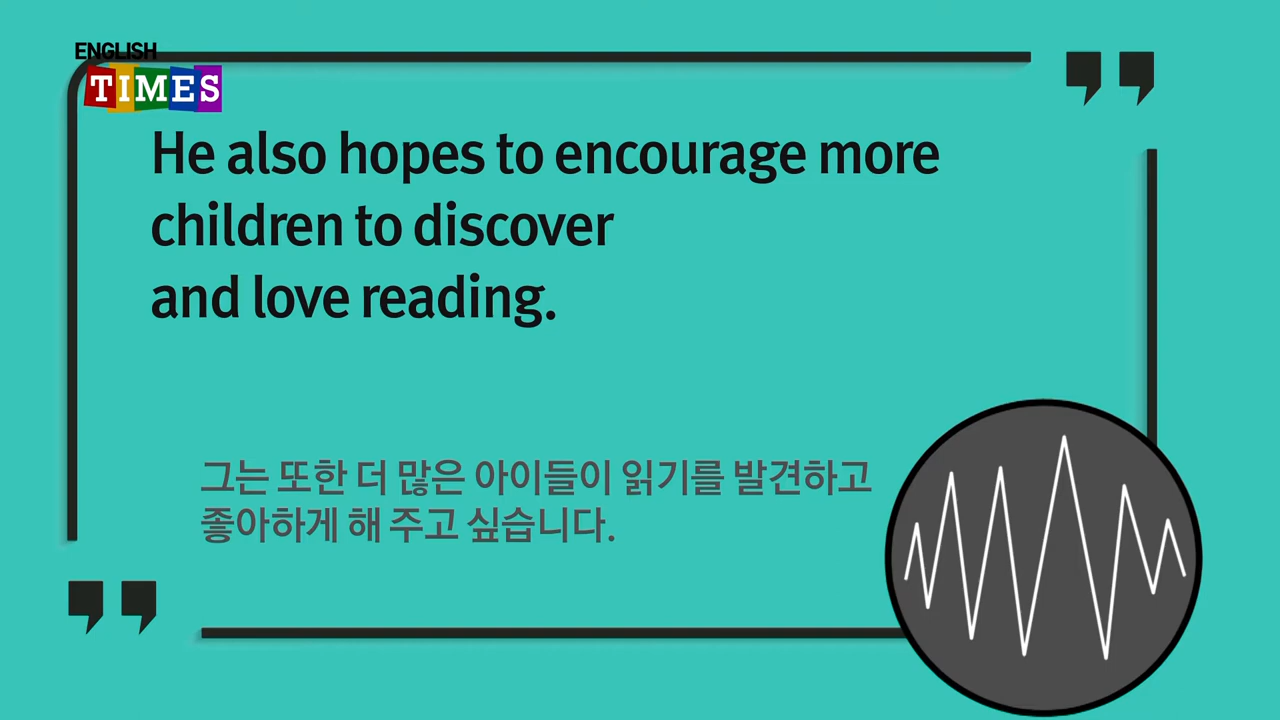 ENGLISH
TIMES
He also hopes to encourage more
children to discover
and love reading.
그는 또한 더 많은 아이들이 읽기를 발견하고
좋아하게 해 주고 싶습니다.